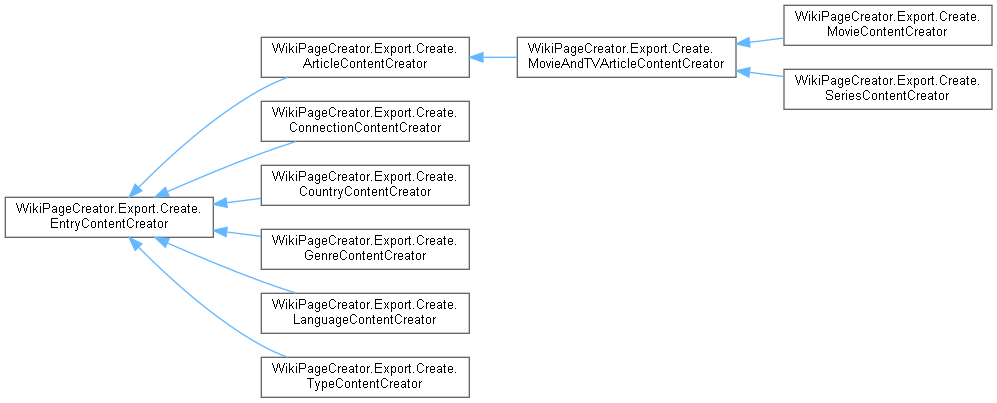 WikiPageCreator.Export.Create.
MovieContentCreator
WikiPageCreator.Export.Create.
ArticleContentCreator
WikiPageCreator.Export.Create.
MovieAndTVArticleContentCreator
WikiPageCreator.Export.Create.
SeriesContentCreator
WikiPageCreator.Export.Create.
ConnectionContentCreator
WikiPageCreator.Export.Create.
CountryContentCreator
WikiPageCreator.Export.Create.
EntryContentCreator
WikiPageCreator.Export.Create.
GenreContentCreator
WikiPageCreator.Export.Create.
LanguageContentCreator
WikiPageCreator.Export.Create.
TypeContentCreator